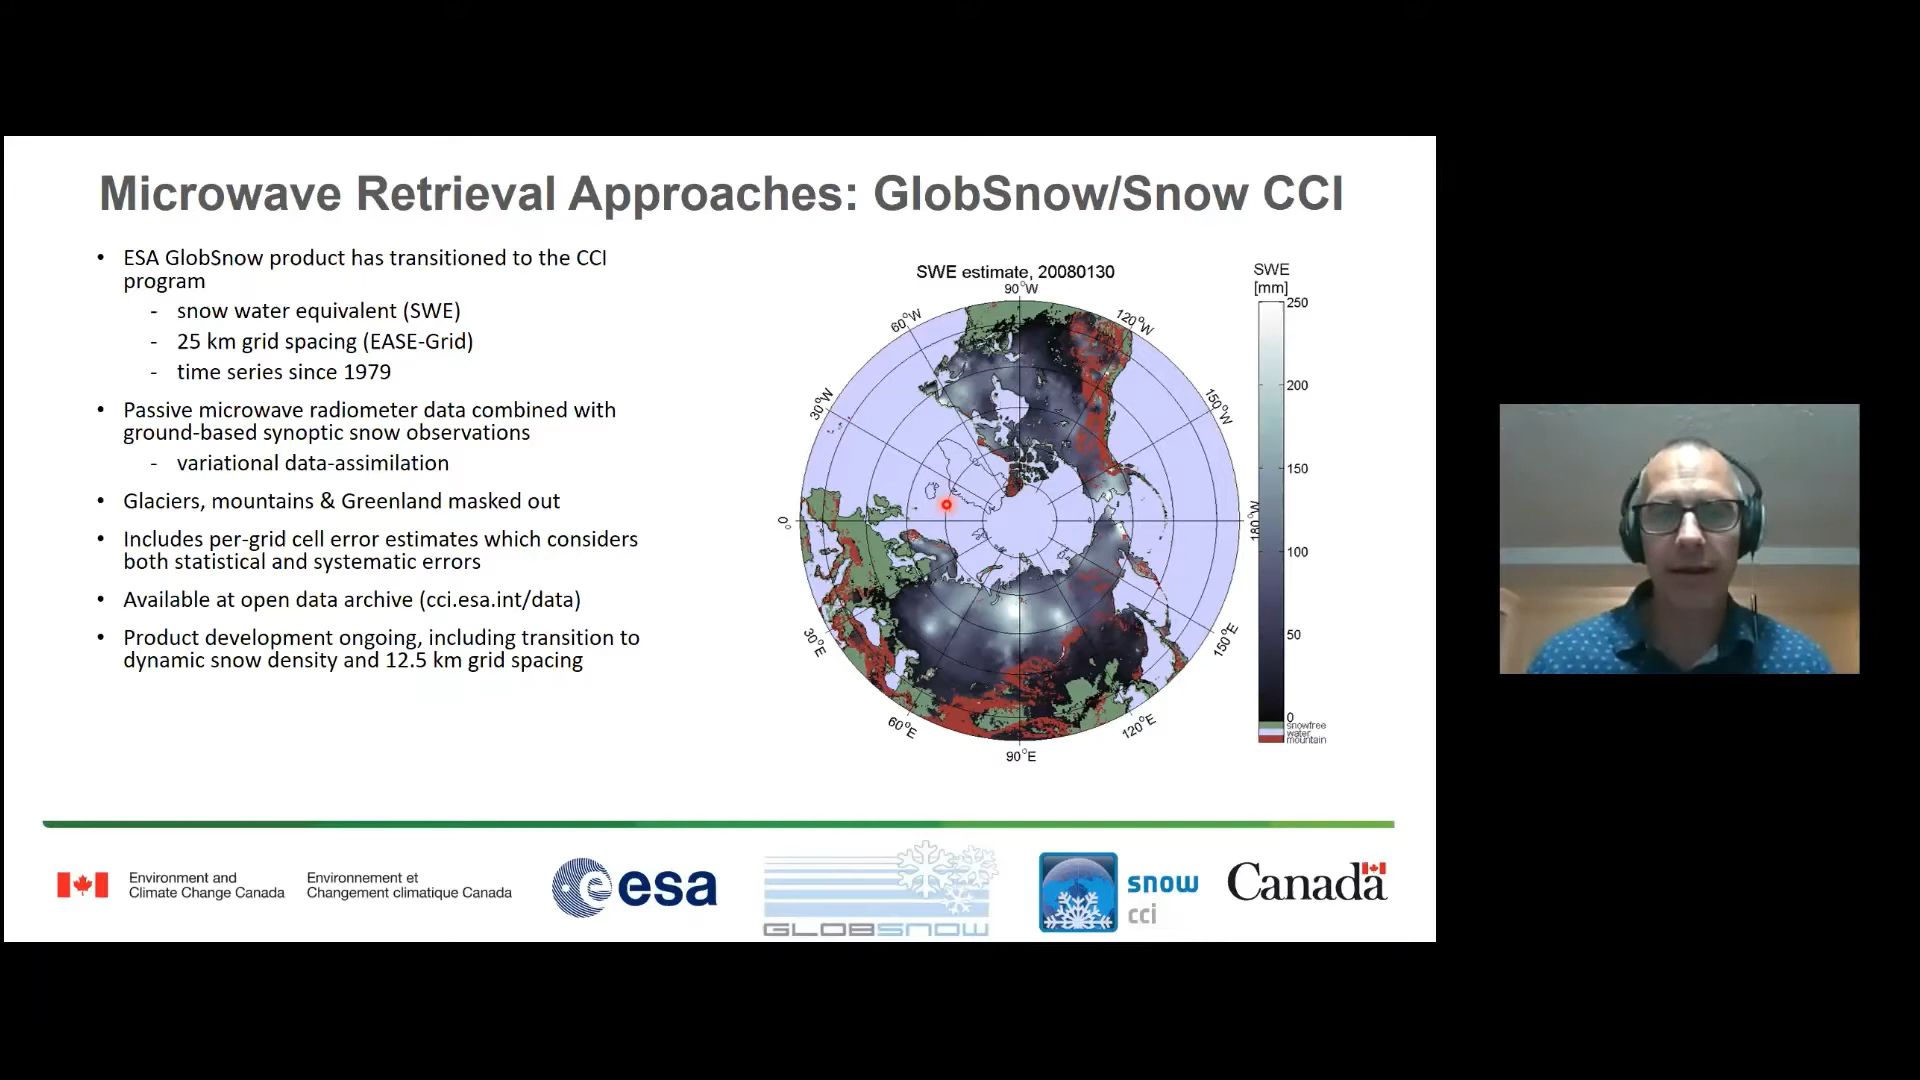 Microwave Retrieval Approaches: GlobSnow/Snow CCI
• ESA GlobSnow product has transitioned to the CCI
program
- snow water equivalent (SWE)
- 25 km grid spacing (EASE-Grid)
- time series since 1979
• Passive microwave radiometer data combined with
ground-based synoptic snow observations
- variational data-assimilation
• Glaciers, mountains & Greenland masked out
• Includes per-grid cell error estimates which considers
both statistical and systematic errors
• Available at open data archive (cci.esa.int/data)
• Product development ongoing, including transition to
dynamic snow density and 12.5 km grid spacing
SWE estimate, 20080130
90°W
60°W
120°W
30°W
150°W
0°
180°W
30°E
150°E
60°E
120°E
90°E
SWE
[mm]
250
200
150
100
50
0
snowfree
water
mountain
Environment and
Climate Change Canada
Environnement et
Changement climatique Canada
esa
GLOBSNOW
snow
cci
Canada